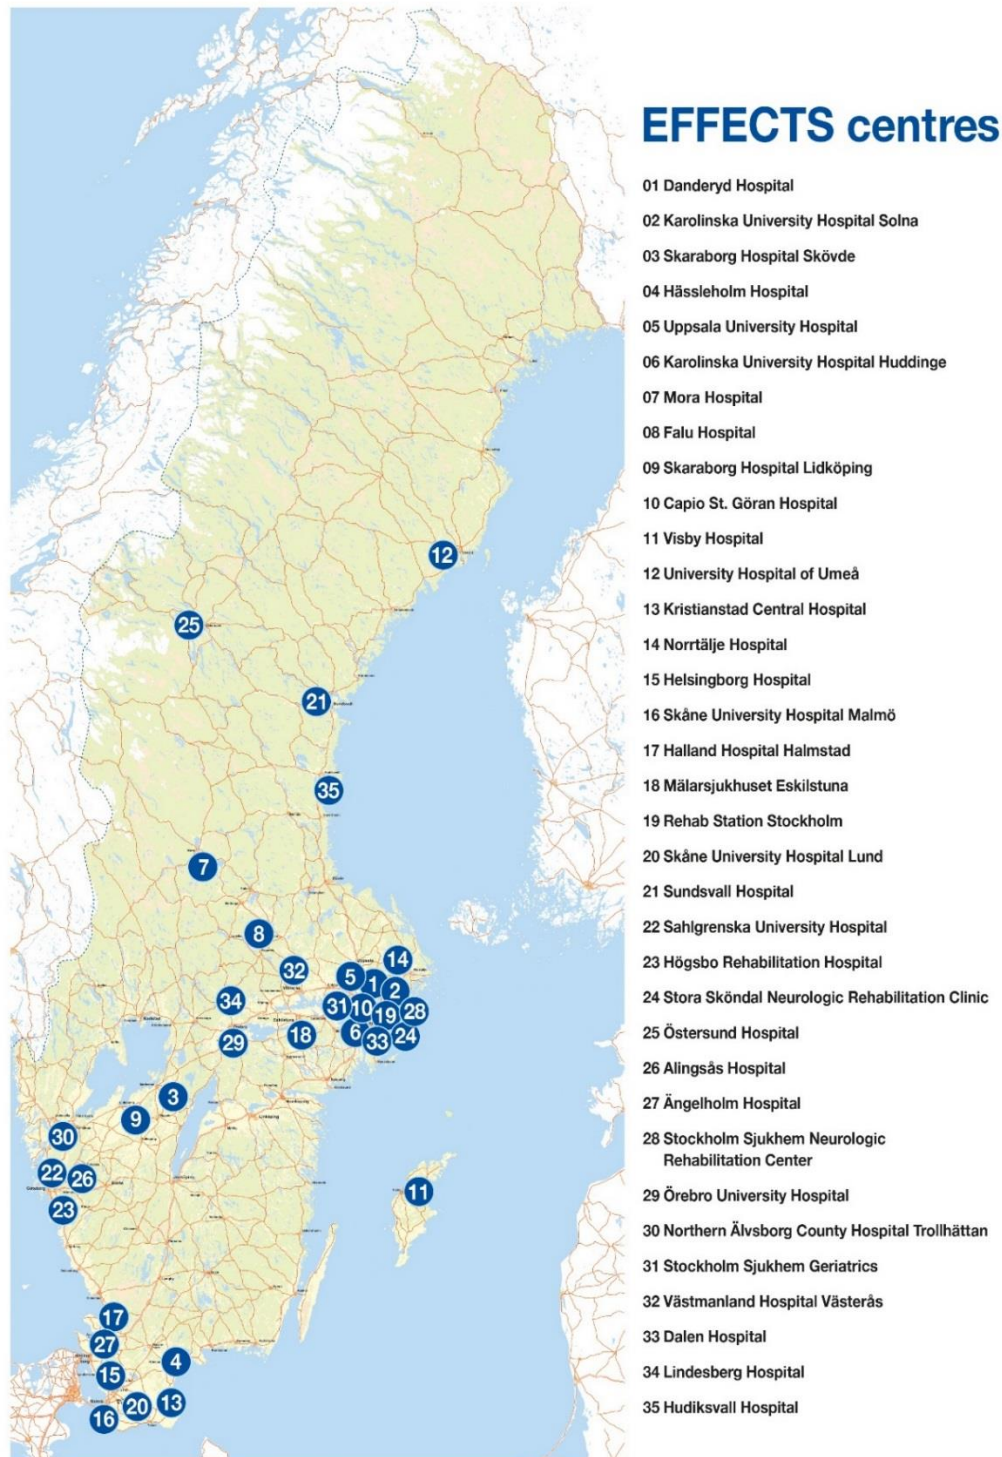 EFFECTS centres
01 Danderyd Hospital
02 Karolinska University Hospital Solna
03 Skaraborg Hospital Skövde
04 Hässleholm Hospital
05 Uppsala University Hospital
06 Karolinska University Hospital Huddinge
07 Mora Hospital
08 Falu Hospital
09 Skaraborg Hospital Lidköping
10 Capio St. Göran Hospital
11 Visby Hospital
12 University Hospital of Umeå
13 Kristianstad Central Hospital
14 Norrtälje Hospital
15 Helsingborg Hospital
16 Skåne University Hospital Malmö
17 Halland Hospital Halmstad
18 Mälarsjukhuset Eskilstuna
19 Rehab Station Stockholm
20 Skåne University Hospital Lund
21 Sundsvall Hospital
22 Sahlgrenska University Hospital
23 Högsbo Rehabilitation Hospital
24 Stora Sköndal Neurologic Rehabilitation Clinic
25 Östersund Hospital
26 Alingsås Hospital
27 Ängelholm Hospital
28 Stockholm Sjukhem Neurologic
Rehabilitation Center
29 Örebro University Hospital
30 Northern Älvsborg County Hospital Trollhättan
31 Stockholm Sjukhem Geriatrics
32 Västmanland Hospital Västerås
33 Dalen Hospital
34 Lindesberg Hospital
35 Hudiksvall Hospital
12
25
21
35
7
8
14
32
5
1
2
34
31
10
19
28
29
18
6
33
24
3
9
30
22
26
11
23
17
27
4
15
20
13
16